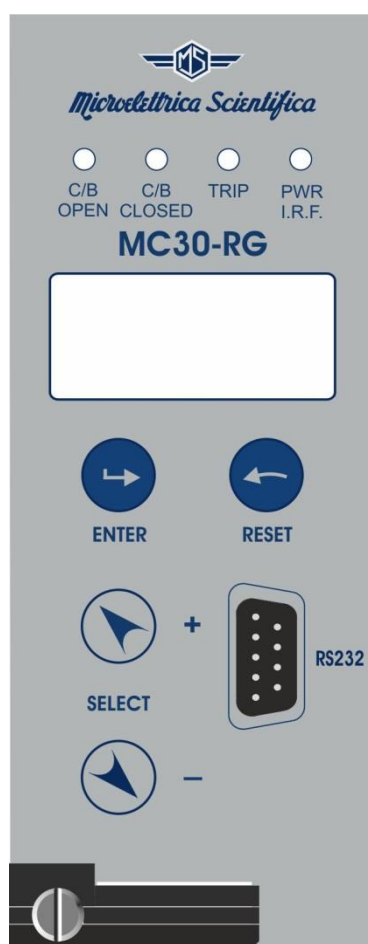 MS
Microelettrica Scientifica
C/B OPEN
C/B CLOSED
TRIP
PWR I.R.F.
MC30-RG
ENTER
RESET
+
RS232
SELECT
–